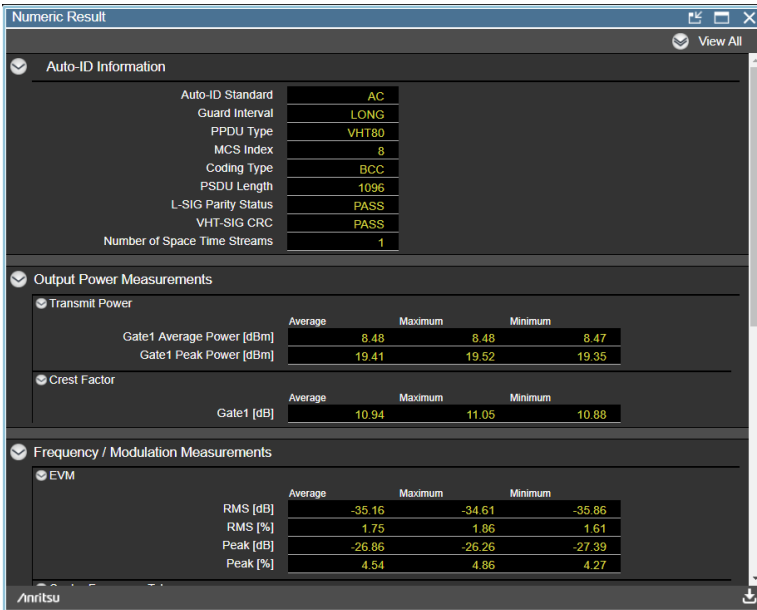 Numeric Result
View All
Auto-ID Information
Auto-ID Standard AC
Guard Interval LONG
PPDU Type VHT80
MCS Index 8
Coding Type BCC
PSDU Length 1096
L-SIG Parity Status PASS
VHT-SIG CRC PASS
Number of Space Time Streams 1
Output Power Measurements
Transmit Power
Average Maximum Minimum
Gate1 Average Power [dBm] 8.48 8.48 8.47
Gate1 Peak Power [dBm] 19.41 19.52 19.35
Crest Factor
Average Maximum Minimum
Gate1 [dB] 10.94 11.05 10.88
Frequency / Modulation Measurements
EVM
Average Maximum Minimum
RMS [dB] -35.16 -34.61 -35.86
RMS [%] 1.75 1.86 1.61
Peak [dB] -26.86 -26.26 -27.39
Peak [%] 4.54 4.86 4.27
Anritsu